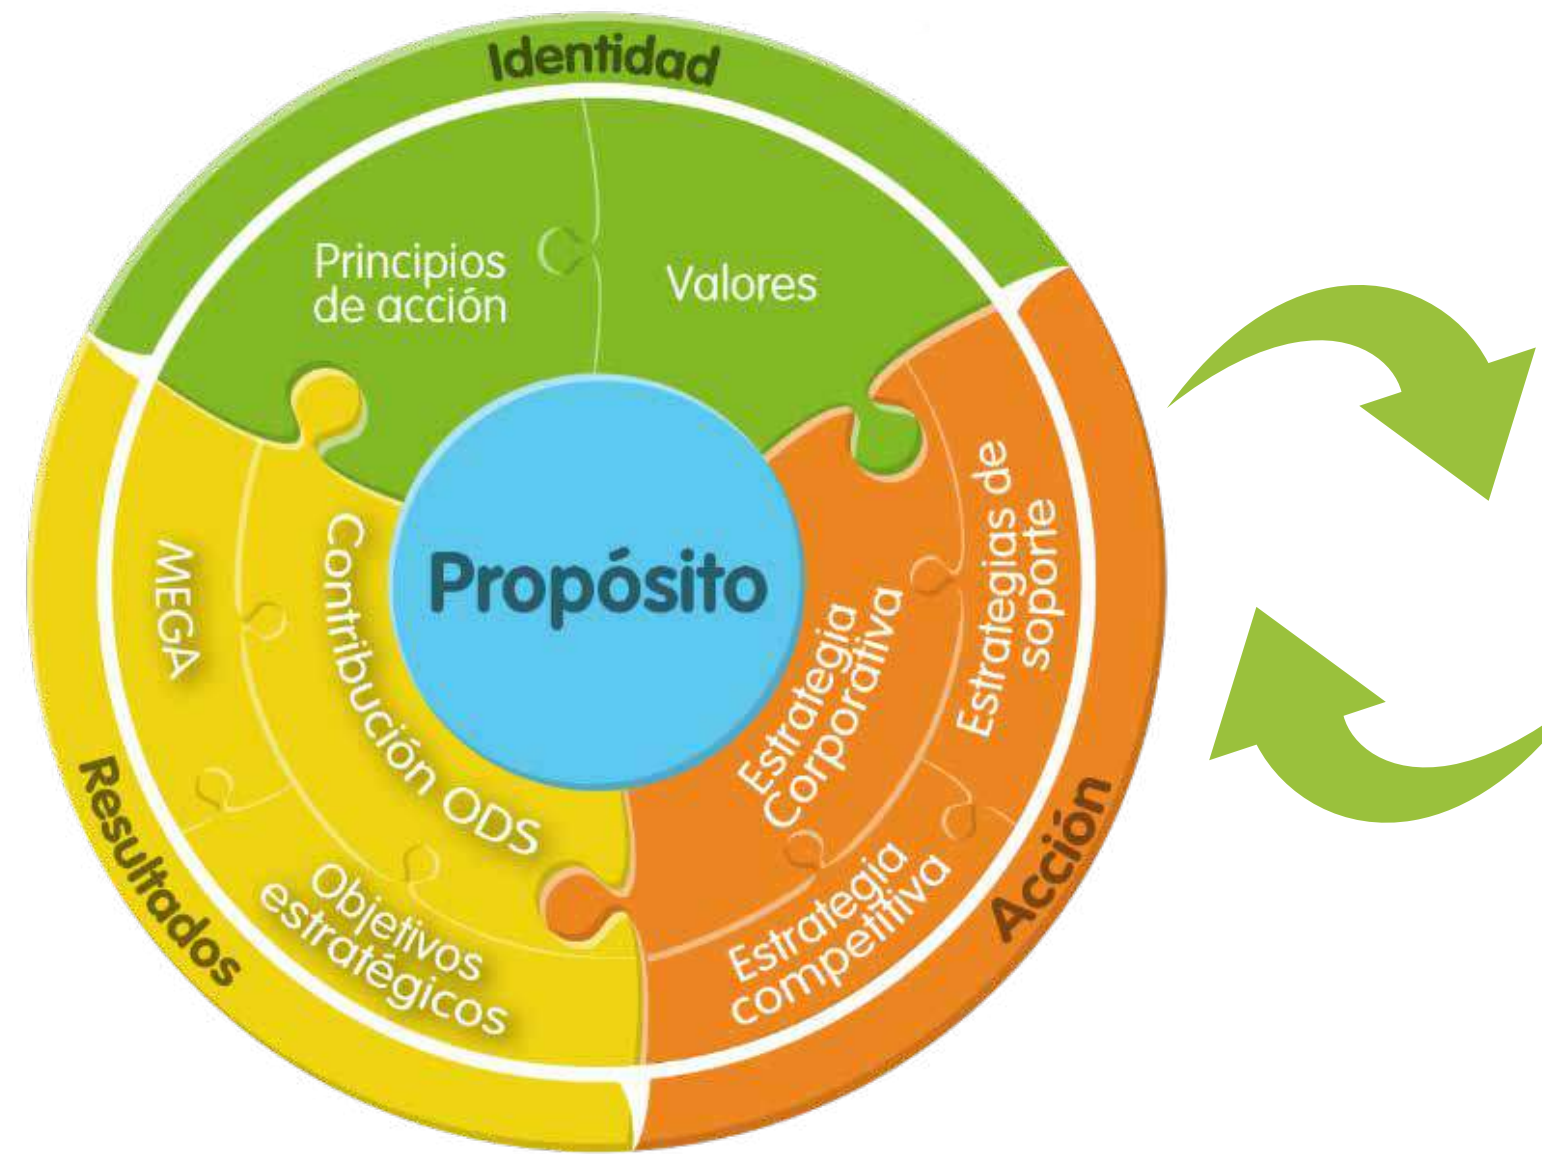 Identidad
Principios
de acción
Valores
Propósito
Estrategias de
soporte
Estrategia
Corporativa
Estrategia
competitiva
Acción
MEGA
Contribución ODS
Objetivos
estratégicos
Resultados